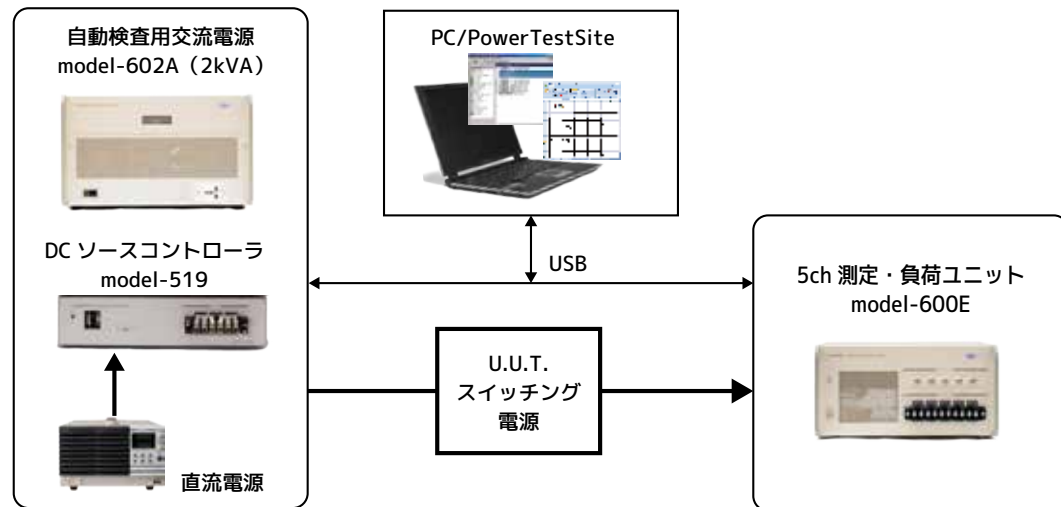 自動検査用交流電源
model-602A（2kVA）
DC ソースコントローラ
model-519
直流電源
PC/PowerTestSite
USB
U.U.T.
スイッチング
電源
5ch 測定・負荷ユニット
model-600E